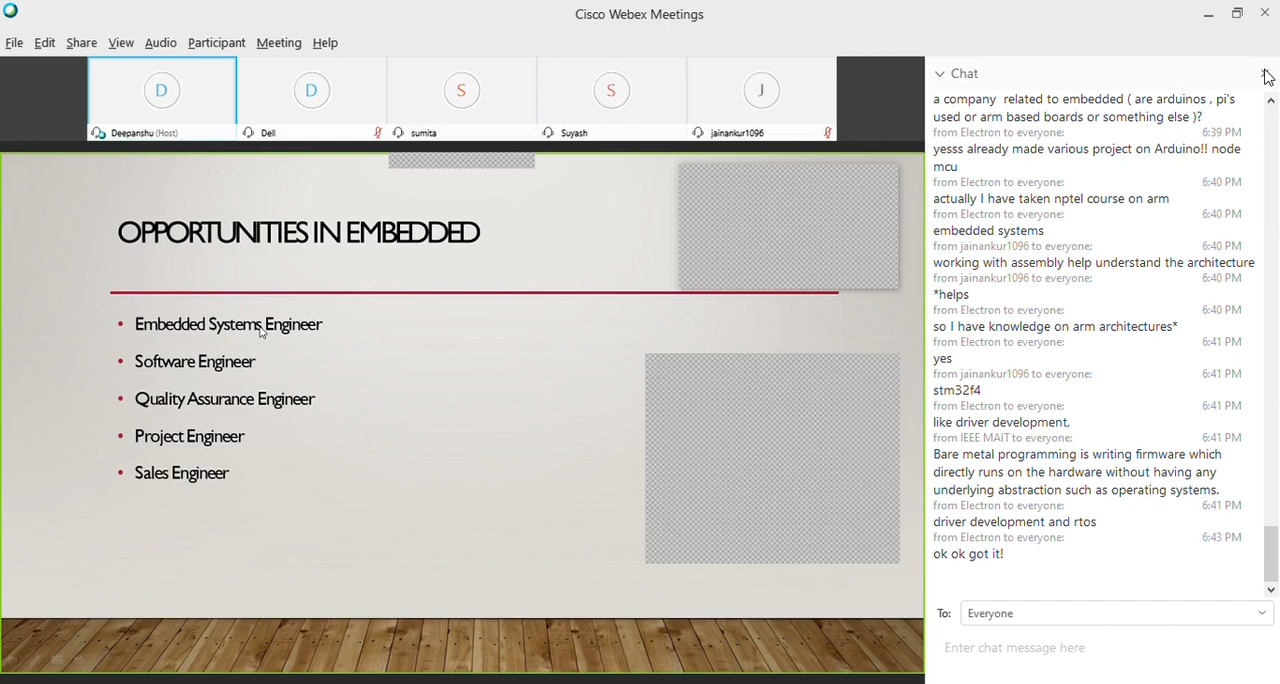 Cisco Webex Meetings
File Edit Share View Audio Participant Meeting Help
D D S S J
Deepanshu (Host) Dell sumita Suyash jainankur1096
OPPORTUNITIES IN EMBEDDED
• Embedded Systems Engineer
• Software Engineer
• Quality Assurance Engineer
• Project Engineer
• Sales Engineer
Chat
a company related to embedded ( are arduinos , pi's
used or arm based boards or something else )?
from Electron to everyone: 6:39 PM
yesss already made various project on Arduino!! node
mcu
from Electron to everyone: 6:40 PM
actually I have taken nptel course on arm
from Electron to everyone: 6:40 PM
embedded systems
from jainankur1096 to everyone: 6:40 PM
working with assembly help understand the architecture
from jainankur1096 to everyone: 6:40 PM
*helps
from Electron to everyone: 6:40 PM
so I have knowledge on arm architectures*
from Electron to everyone: 6:41 PM
yes
from jainankur1096 to everyone: 6:41 PM
stm32f4
from Electron to everyone: 6:41 PM
like driver development,
from IEEE MAIT to everyone: 6:41 PM
Bare metal programming is writing firmware which
directly runs on the hardware without having any
underlying abstraction such as operating systems.
from Electron to everyone: 6:41 PM
driver development and rtos
from Electron to everyone: 6:43 PM
ok ok got it!
To: Everyone
Enter chat message here